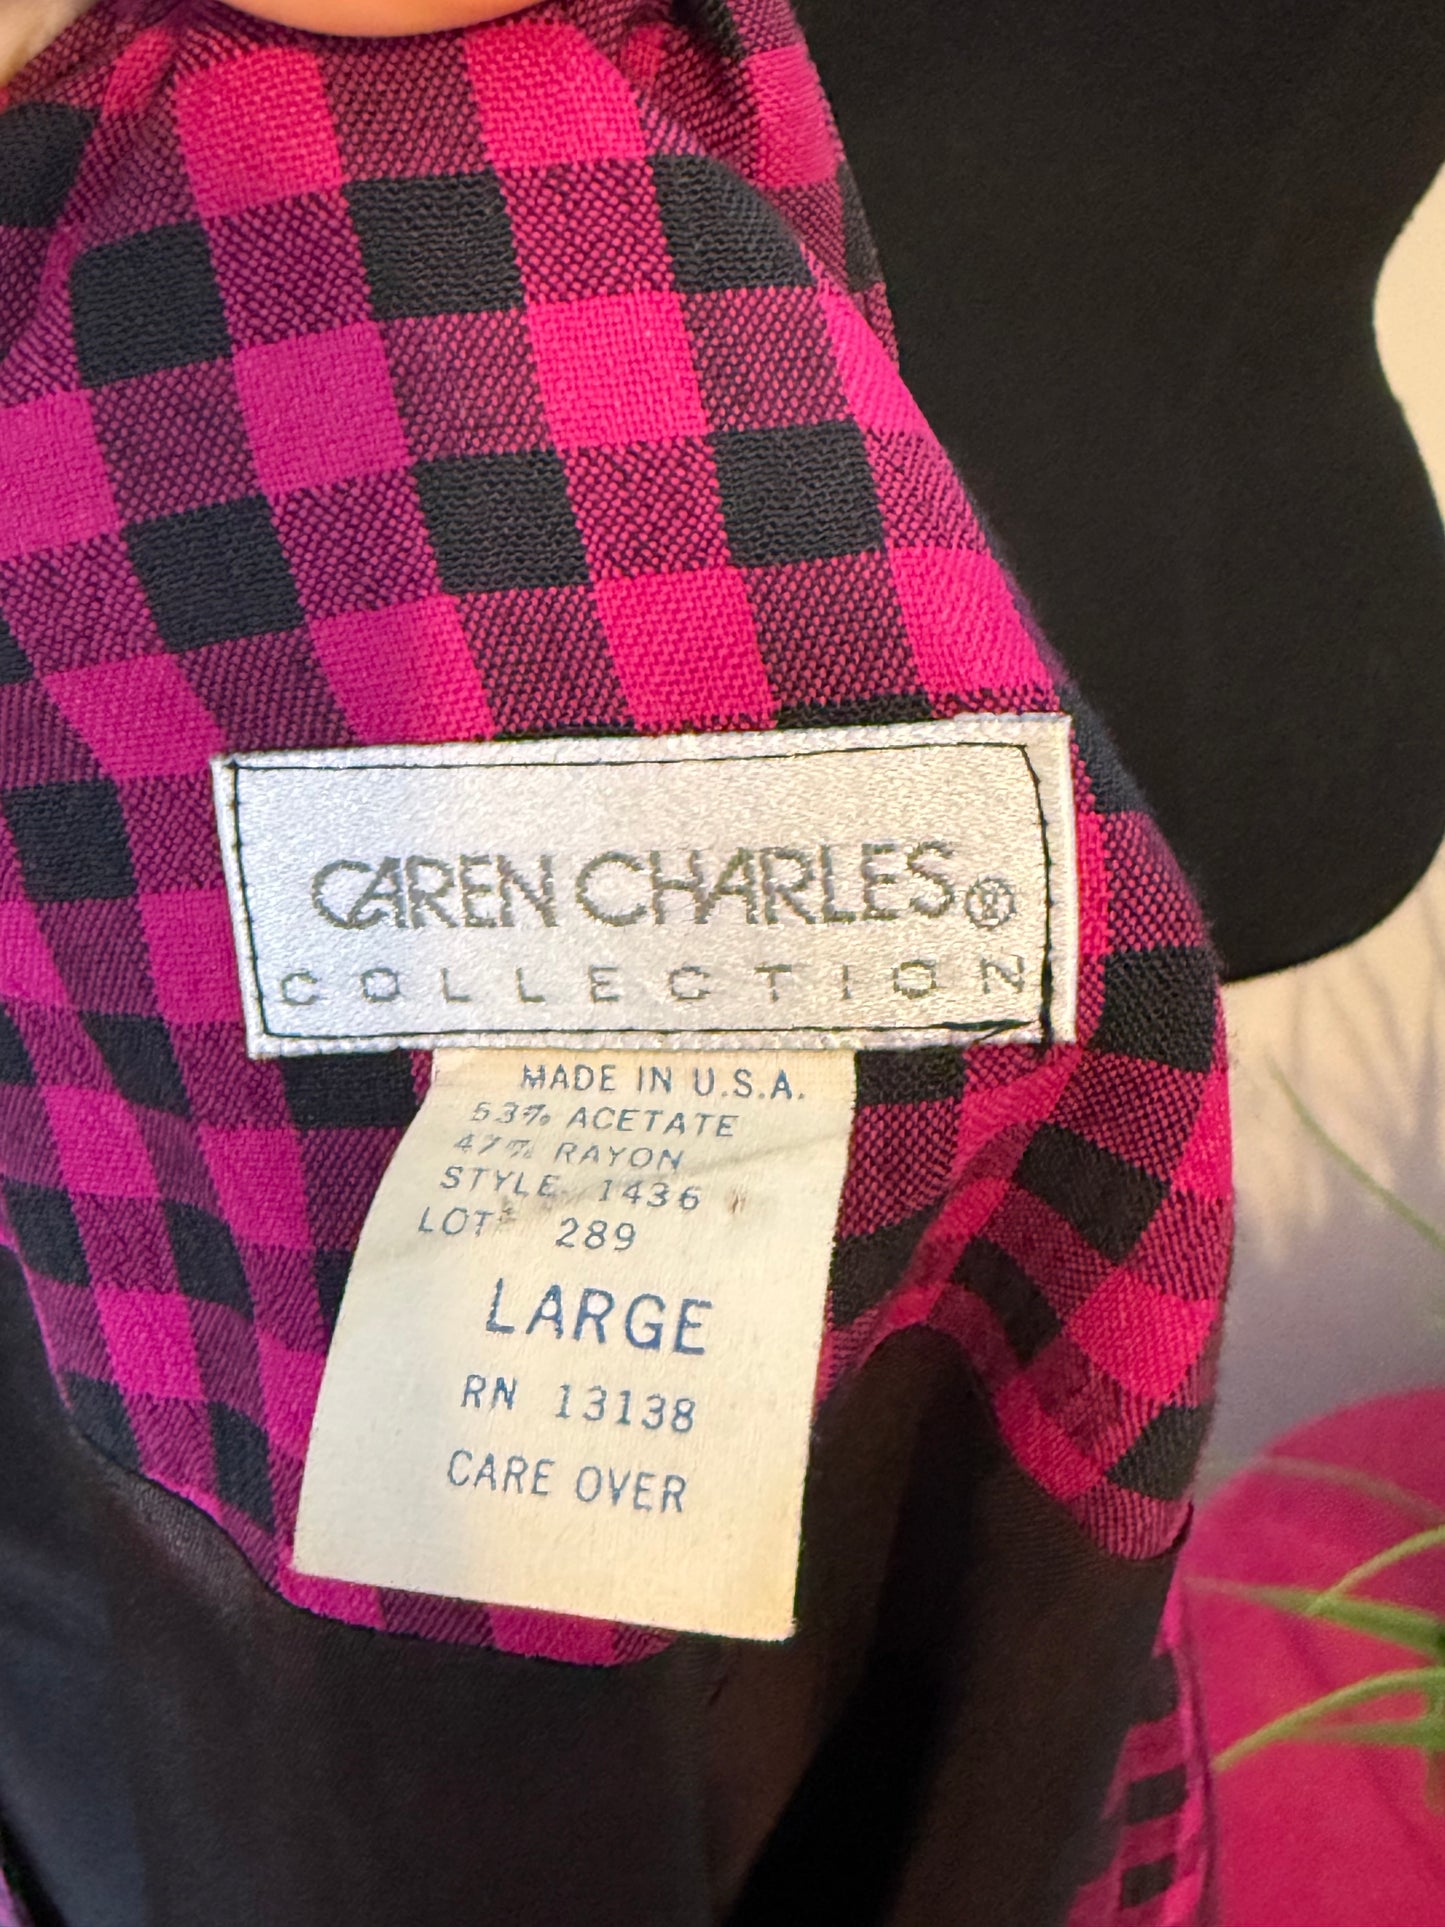 CAREN CHARLES®
COLLECTION
MADE IN U.S.A.
53% ACETATE
47% RAYON
STYLE 1436
LOT 289
LARGE
RN 13138
CARE OVER